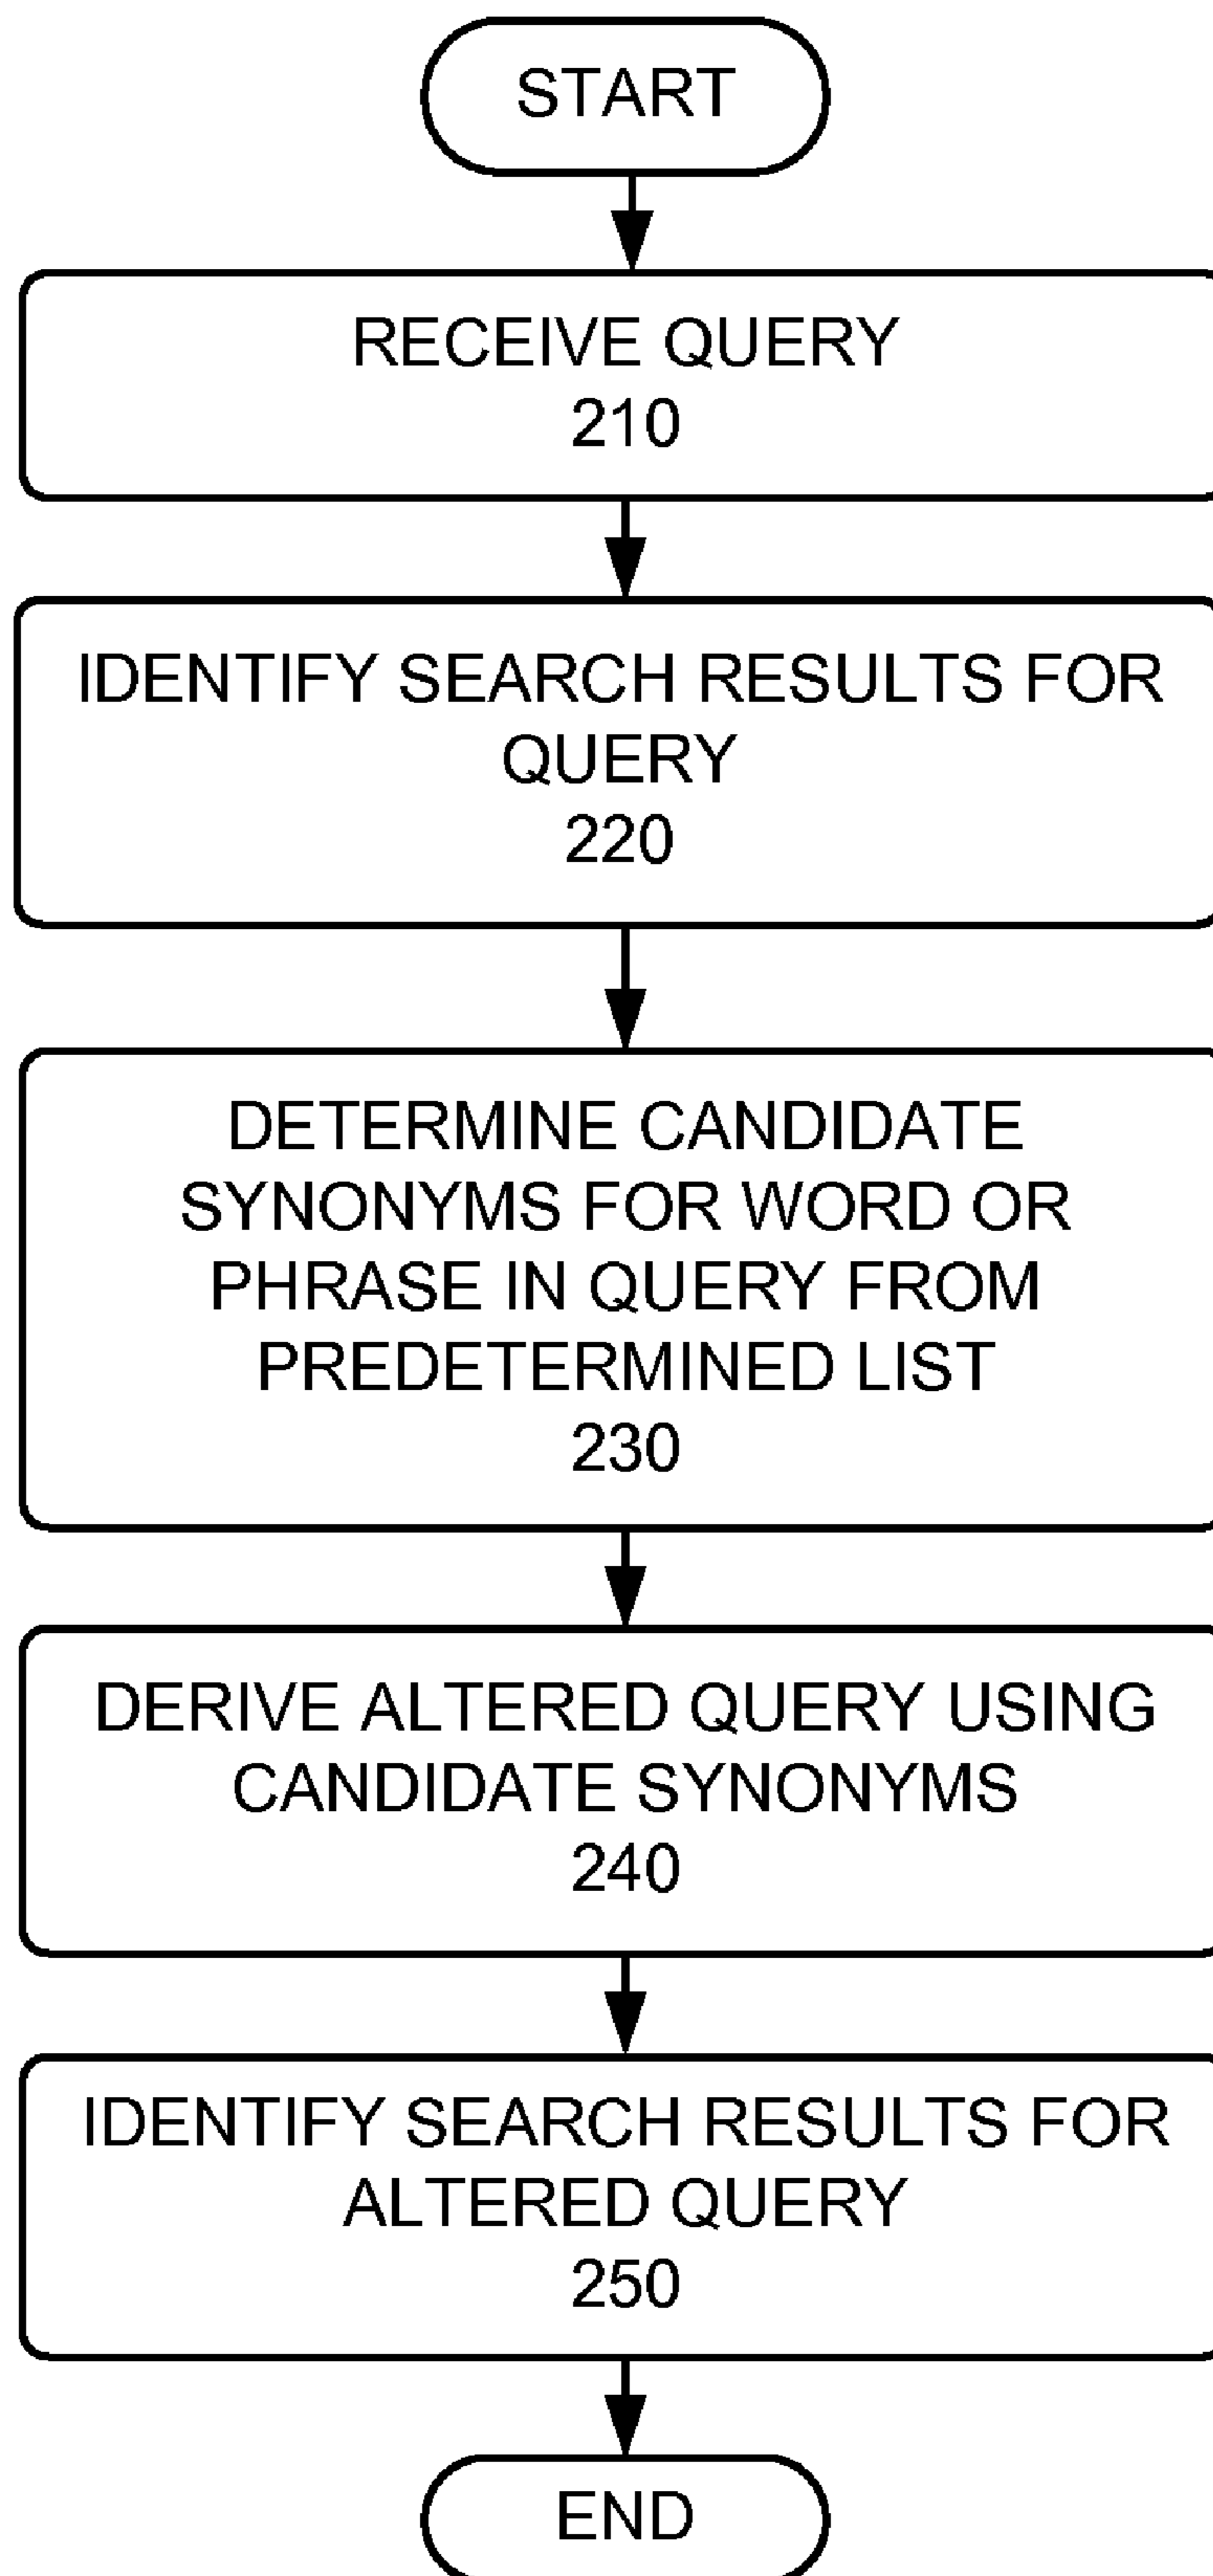 START
RECEIVE QUERY
210
IDENTIFY SEARCH RESULTS FOR
QUERY
220
DETERMINE CANDIDATE
SYNONYMS FOR WORD OR
PHRASE IN QUERY FROM
PREDETERMINED LIST
230
DERIVE ALTERED QUERY USING
CANDIDATE SYNONYMS
240
IDENTIFY SEARCH RESULTS FOR
ALTERED QUERY
250
END